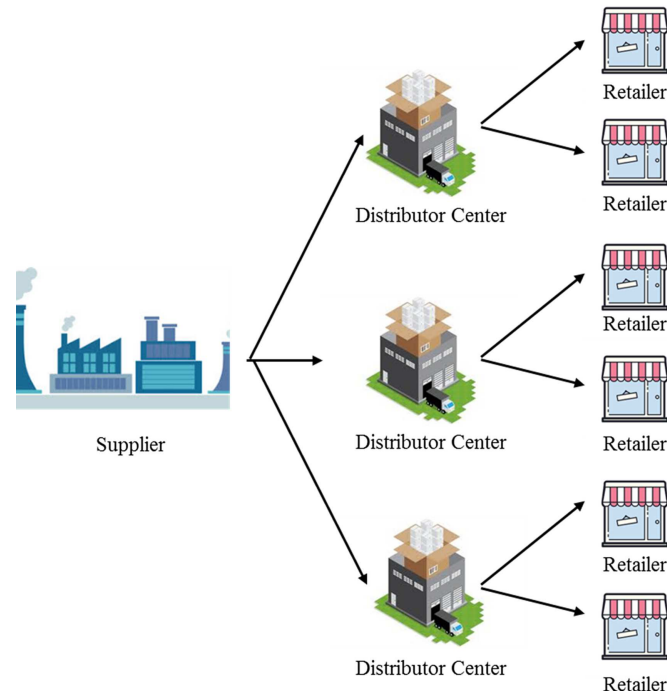 Retailer
Retailer
Distributor Center
Retailer
Retailer
Distributor Center
Supplier
Retailer
Retailer
Distributor Center